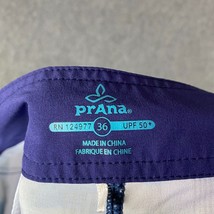 prAna®
RN 124977 36 UPF 50+
MADE IN CHINA
FABRIQUÉ EN CHINE